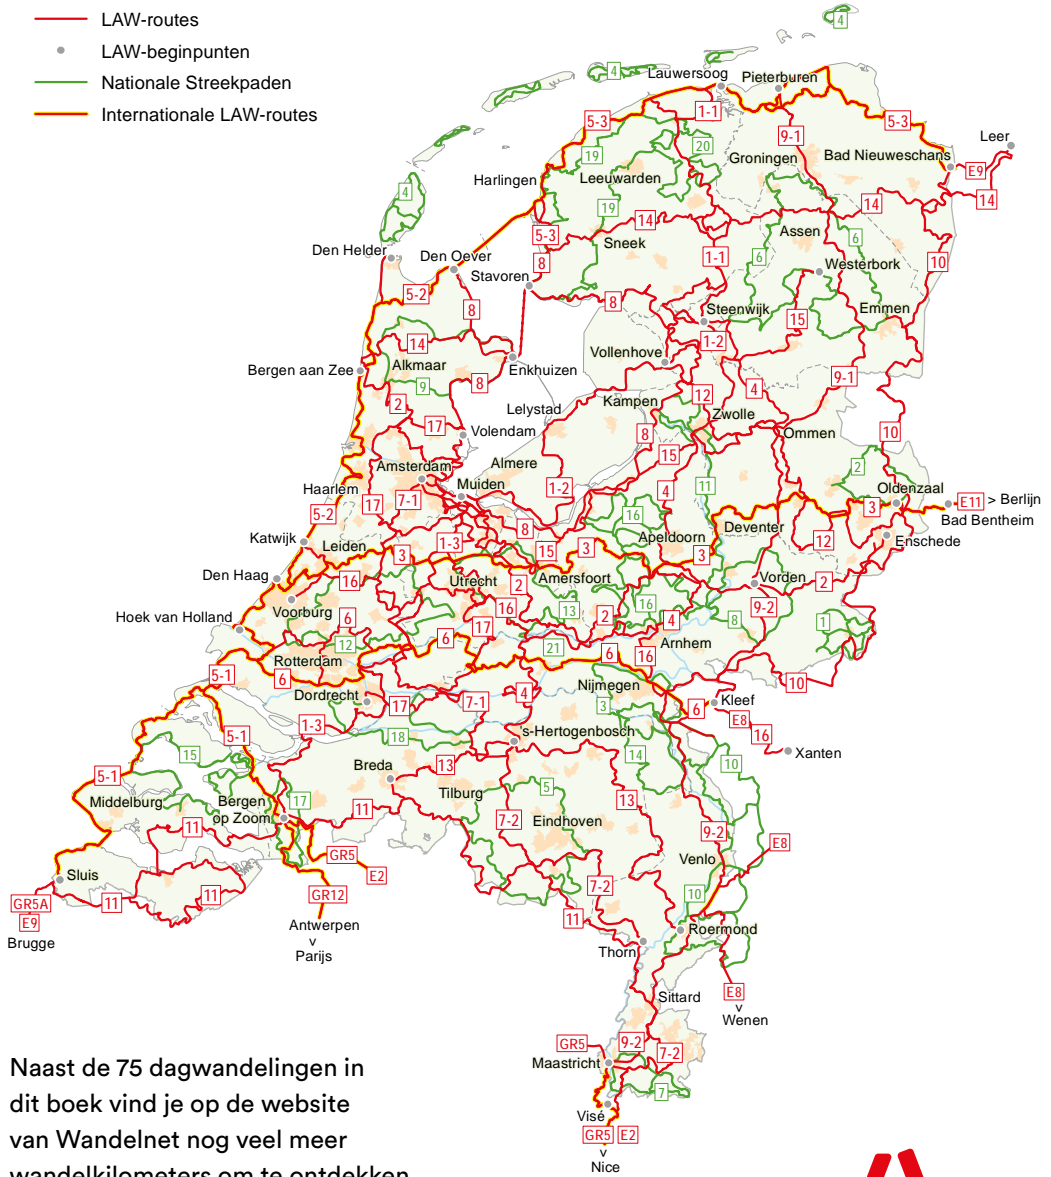 LAW-routes
LAW-beginpunten
Nationale Streekpaden
Internationale LAW-routes
4
4
Lauwersoog
Pieterburen
5-3
1-1
5-3
9-1
Leer
19
20
Groningen
Bad Nieuweschans
E9
Harlingen
Leeuwarden
4
19
14
14
14
5-3
Sneek
Assen
6
Den Helder
Den Oever
8
1-1
6
10
Stavoren
Westerbork
5-2
8
8
Steenwijk
15
Emmen
14
1-2
Vollenhove
Bergen aan Zee
Alkmaar
Enkhuizen
9
8
9-1
2
12
4
Kampen
Lelystad
Zwolle
17
Volendam
8
Ommen
10
15
Amsterdam
Almere
2
Haarlem
Muiden
1-2
4
11
Oldenzaal
17
7-1
E11
> Berlijn
5-2
16
3
Bad Bentheim
8
Deventer
Katwijk
Leiden
1-3
Apeldoorn
12
Enschede
3
15
3
3
Den Haag
16
Utrecht
2
Amersfoort
Vorden
2
Voorburg
16
13
16
9-2
Hoek van Holland
6
2
4
8
1
17
12
6
21
Arnhem
Rotterdam
6
16
5-1
6
Nijmegen
10
Dordrecht
17
7-1
4
Kleef
3
6
E8
1-3
5-1
18
's-Hertogenbosch
16
15
14
Xanten
Breda
13
10
5-1
Tilburg
5
Middelburg
Bergen
op Zoom
17
13
11
11
7-2
Eindhoven
9-2
E8
GR5
Venlo
Sluis
E2
7-2
GR12
10
GR5A
11
11
11
E9
Antwerpen
Roermond
Brugge
v
Parijs
Thorn
E8
Sittard
v
Wenen
GR5
9-2
7-2
Maastricht
7
Visé
GR5
E2
v
Nice
Naast de 75 dagwandelingen in
dit boek vind je op de website
van Wandelnet nog veel meer
wandelkilometers om te ontdekken